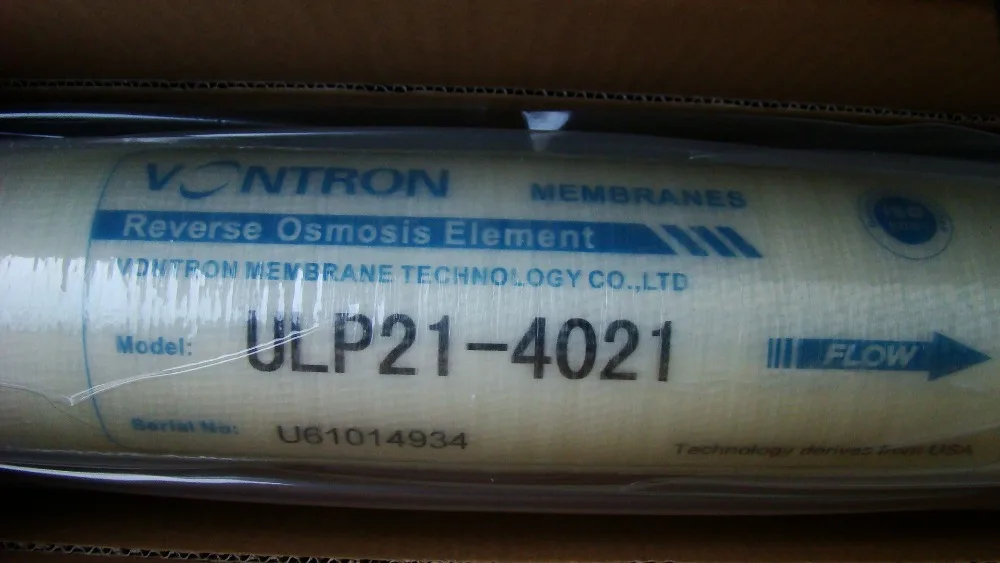 VONTRON MEMBRANES
Reverse Osmosis Element
VONTRON MEMBRANE TECHNOLOGY CO.,LTD
Model: ULP21-4021
FLOW
Serial No: U61014934
Technology derives from USA
ISO